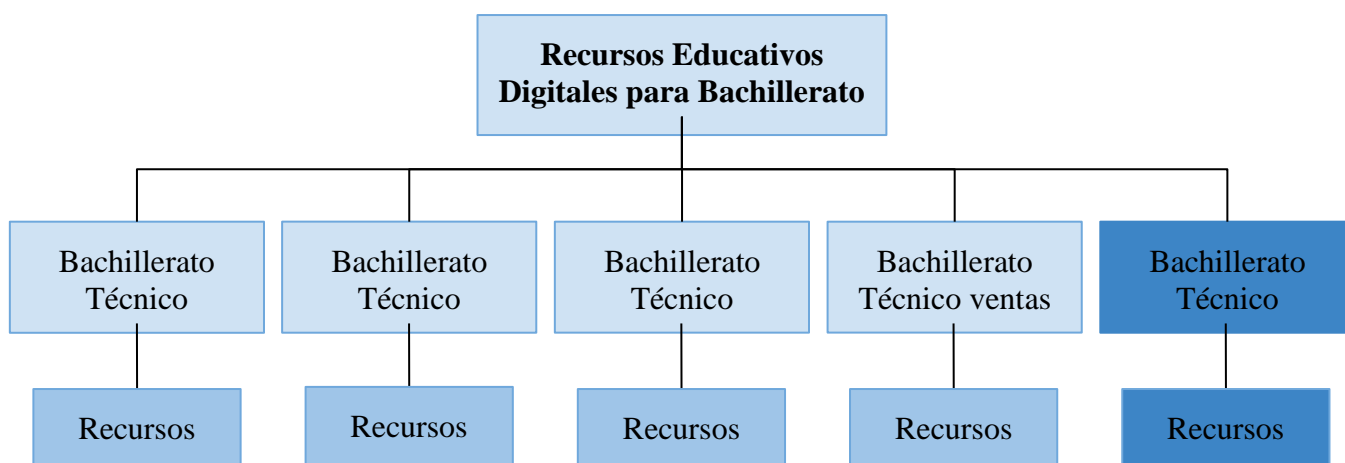 Recursos Educativos
Digitales para Bachillerato
Bachillerato
Técnico
Bachillerato
Técnico
Bachillerato
Técnico
Bachillerato
Técnico ventas
Bachillerato
Técnico
Recursos
Recursos
Recursos
Recursos
Recursos